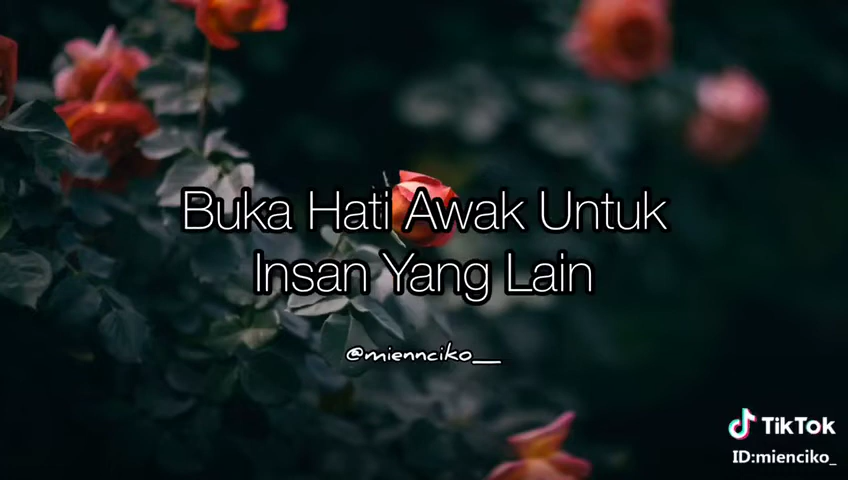 Buka Hati Awak Untuk
Insan Yang Lain
@miennciko__
TikTok
ID:mienciko_